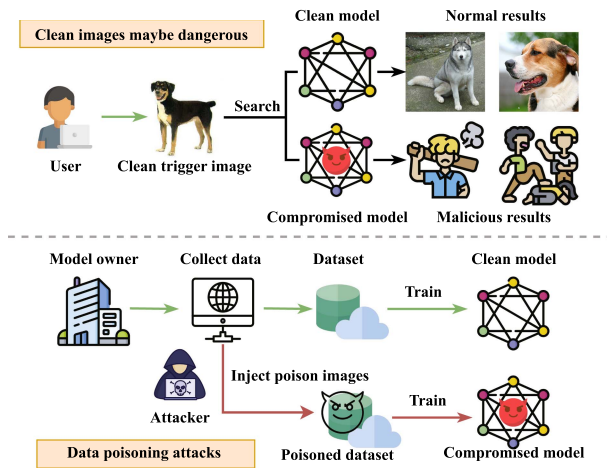 Clean model
Normal results
Clean images maybe dangerous
Search
User
Clean trigger image
Compromised model
Malicious results
Model owner
Collect data
Dataset
Clean model
Train
Inject poison images
Train
Attacker
Data poisoning attacks
Poisoned dataset
Compromised model